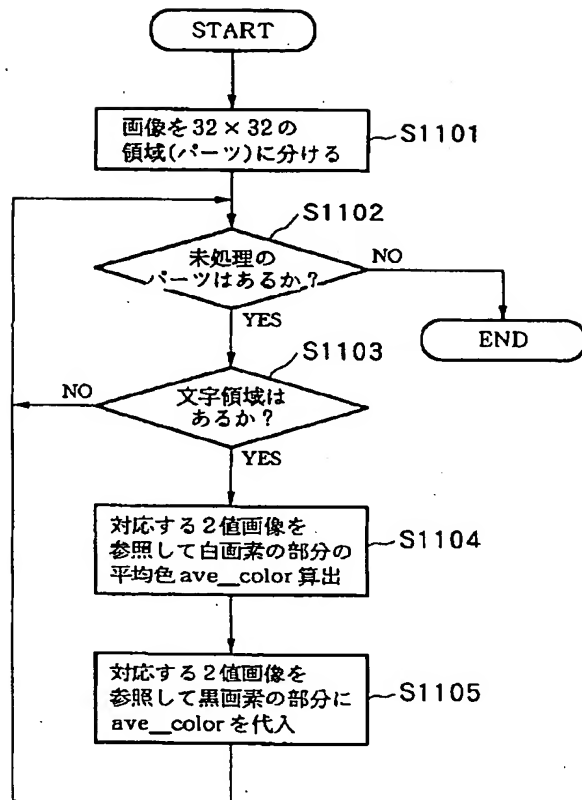 START
画像を32×32の
領域(パーツ)に分ける
S1101
S1102
未処理の
パーツはあるか?
NO
YES
END
S1103
NO
文字領域は
あるか?
YES
対応する2値画像を
参照して白画素の部分の
平均色ave__color算出
S1104
対応する2値画像を
参照して黒画素の部分に
ave__colorを代入
S1105